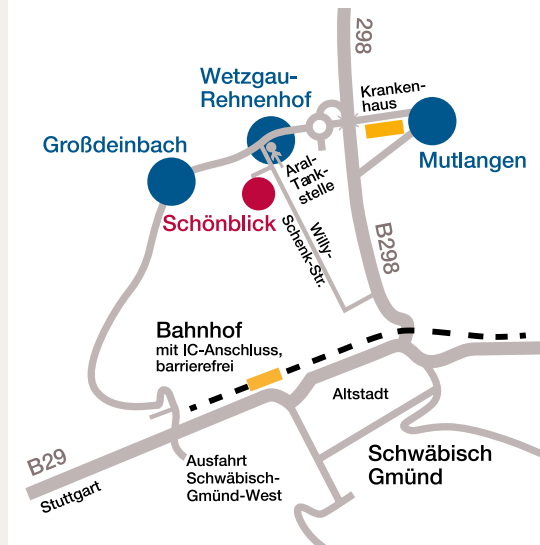 298
Wetzgau-
Rehnenhof
Kranken-
haus
Großdeinbach
Mutlangen
Aral-
Tank-
stelle
Schönblick
Willy-
Schenk-Str.
B298
Bahnhof
mit IC-Anschluss,
barrierefrei
Altstadt
B29
Stuttgart
Ausfahrt
Schwäbisch-
Gmünd-West
Schwäbisch
Gmünd